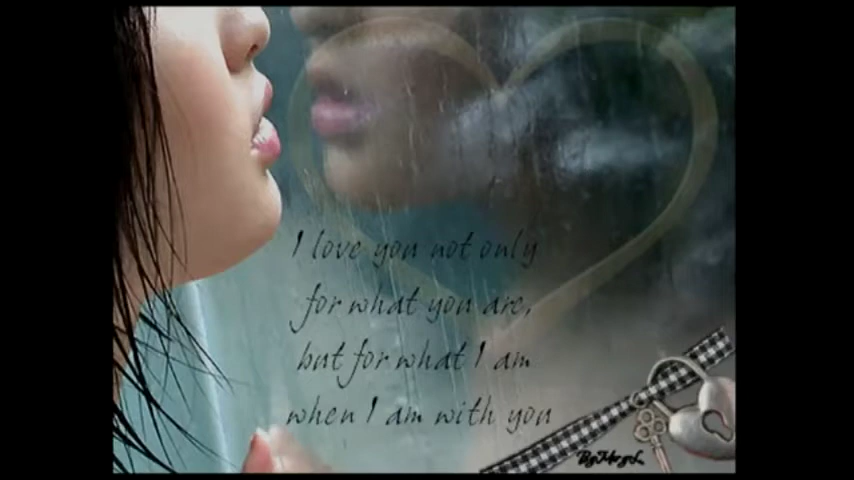 I love you not only
for what you are,
but for what I am
when I am with you